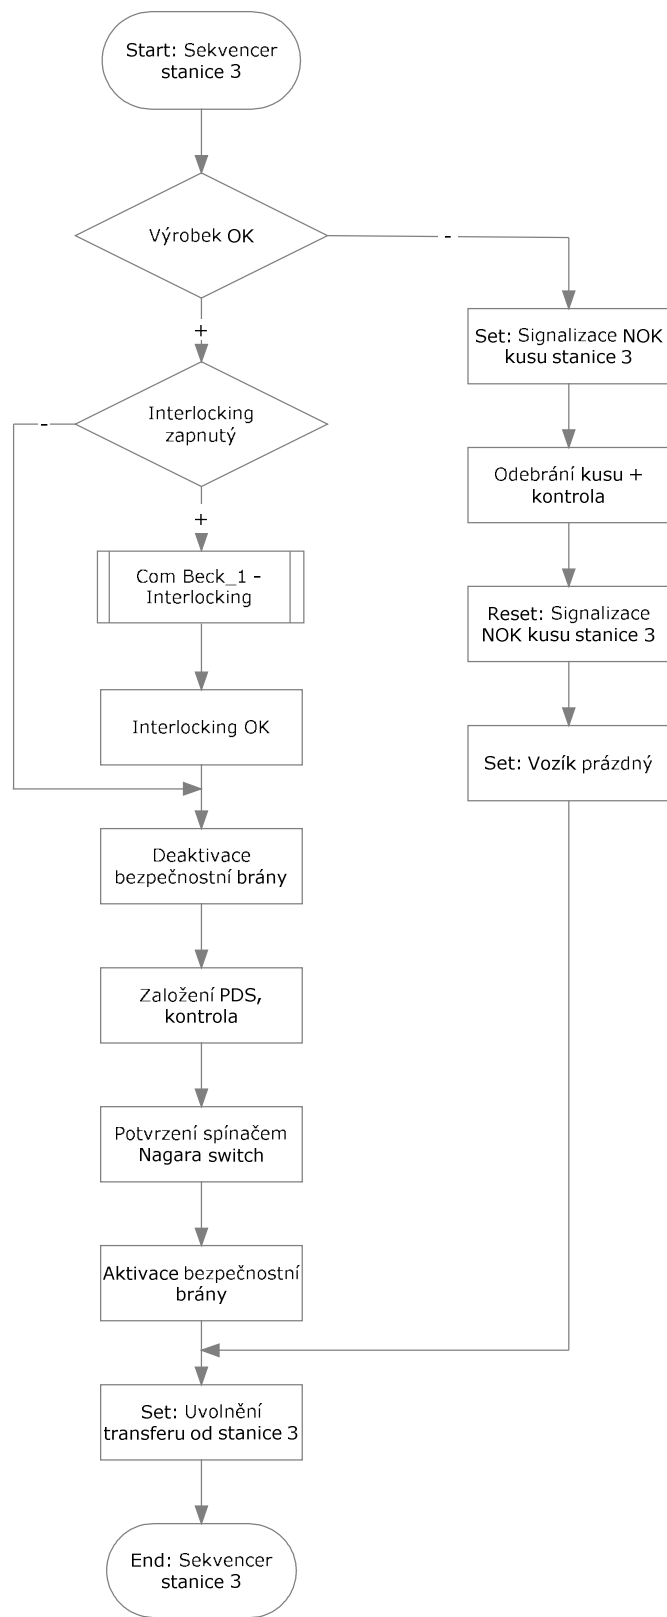 Start: Sekvencer
stanice 3
Výrobek OK
-
+
Set: Signalizace NOK
kusu stanice 3
Interlocking
zapnutý
-
+
Odebrání kusu +
kontrola
Com Beck_1 -
Interlocking
Reset: Signalizace
NOK kusu stanice 3
Interlocking OK
Set: Vozík prázdný
Deaktivace
bezpečnostní brány
Založení PDS,
kontrola
Potvrzení spínačem
Nagara switch
Aktivace bezpečnostní
brány
Set: Uvolnění
transferu od stanice 3
End: Sekvencer
stanice 3